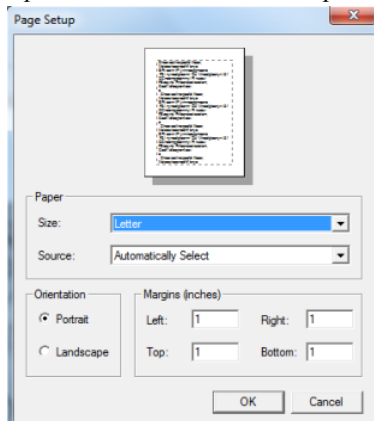 Page Setup
Paper
Size: Letter
Source: Automatically Select
Orientation
Portrait
Landscape
Margins (inches)
Left: 1 Right: 1
Top: 1 Bottom: 1
OK Cancel